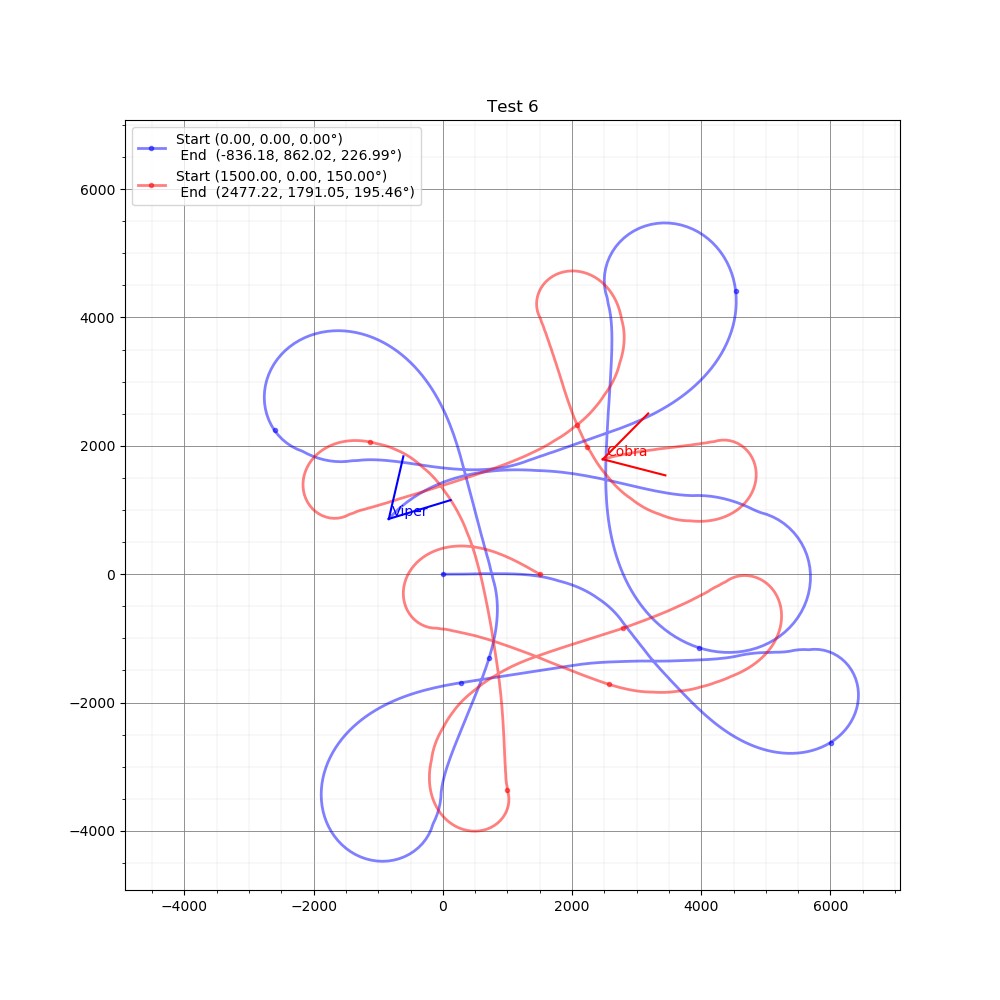 Test 6
Start (0.00, 0.00, 0.00°)
End (-836.18, 862.02, 226.99°)
Start (1500.00, 0.00, 150.00°)
End (2477.22, 1791.05, 195.46°)
6000
4000
2000
0
−2000
−4000
Cobra
Viper
−4000 −2000 0 2000 4000 6000